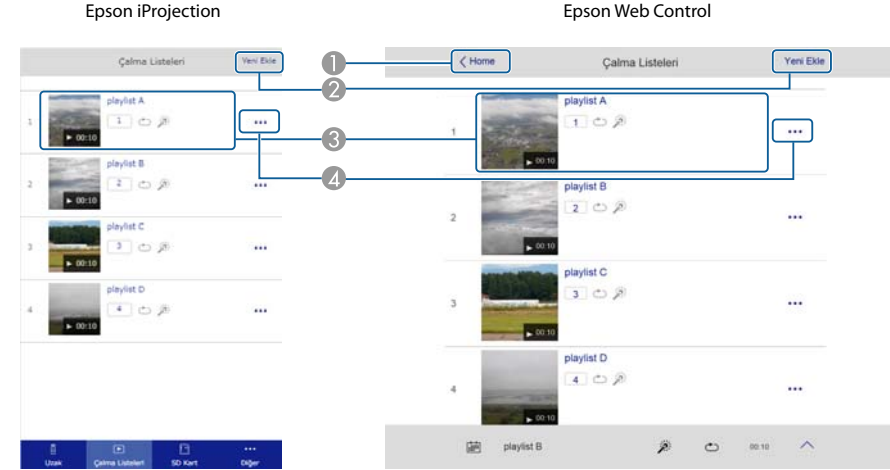 Epson iProjection
Epson Web Control
Çalma Listeleri
Yeni Ekle
1
2
3
4
Home
Çalma Listeleri
Yeni Ekle
1
playlist A
1
00:10
2
playlist B
2
00:10
3
playlist C
3
00:10
4
playlist D
4
00:10
Uzak
Çalma Listeleri
SD Kart
Diğer
1
playlist A
1
00:10
2
playlist B
2
00:10
3
playlist C
3
00:10
4
playlist D
4
00:10
playlist B
00:10